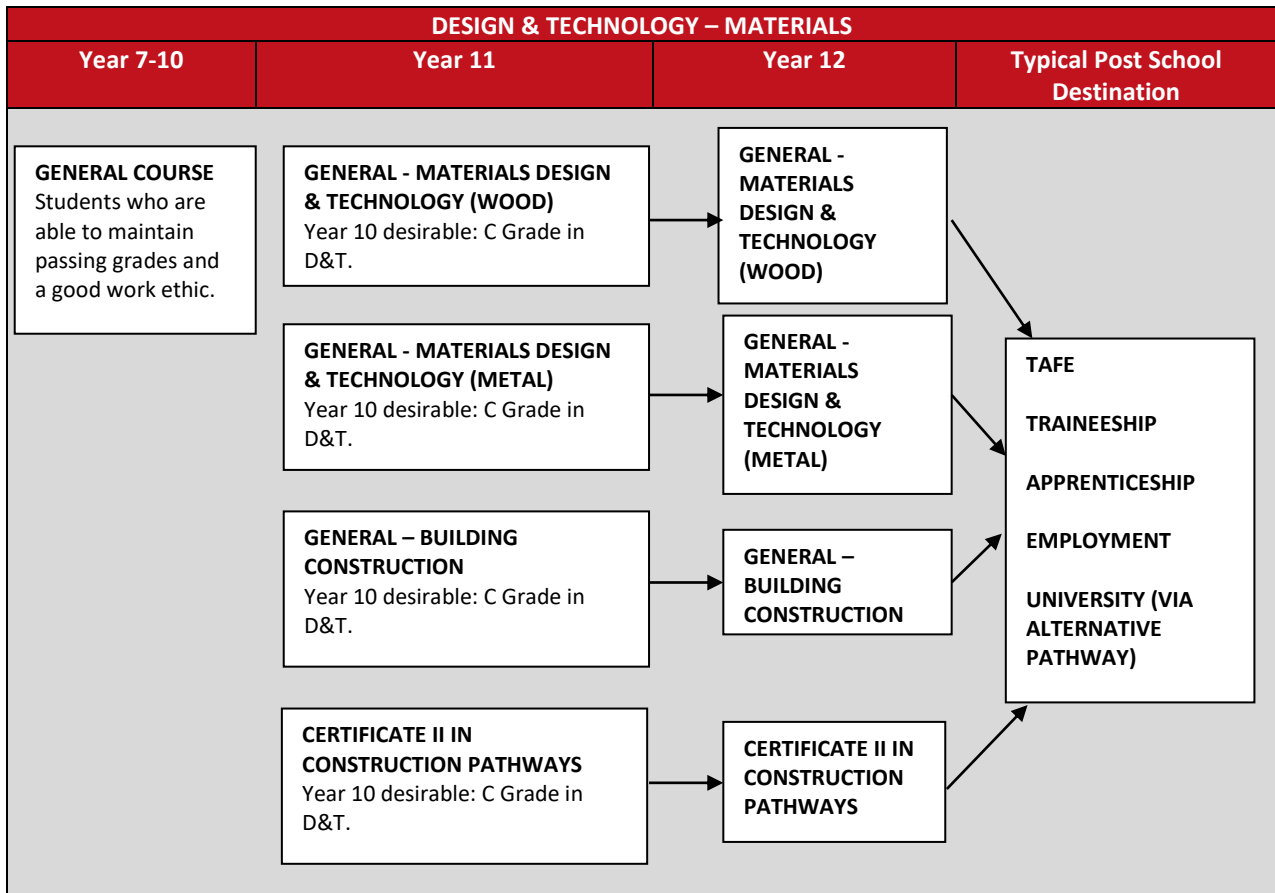 DESIGN & TECHNOLOGY – MATERIALS
Year 7-10
Year 11
Year 12
Typical Post School
Destination
GENERAL COURSE
Students who are
able to maintain
passing grades and
a good work ethic.
GENERAL - MATERIALS DESIGN
& TECHNOLOGY (WOOD)
Year 10 desirable: C Grade in
D&T.
GENERAL -
MATERIALS
DESIGN &
TECHNOLOGY
(WOOD)
GENERAL - MATERIALS DESIGN
& TECHNOLOGY (METAL)
Year 10 desirable: C Grade in
D&T.
GENERAL -
MATERIALS
DESIGN &
TECHNOLOGY
(METAL)
GENERAL – BUILDING
CONSTRUCTION
Year 10 desirable: C Grade in
D&T.
GENERAL –
BUILDING
CONSTRUCTION
CERTIFICATE II IN
CONSTRUCTION PATHWAYS
Year 10 desirable: C Grade in
D&T.
CERTIFICATE II IN
CONSTRUCTION
PATHWAYS
TAFE
TRAINEESHIP
APPRENTICESHIP
EMPLOYMENT
UNIVERSITY (VIA
ALTERNATIVE
PATHWAY)